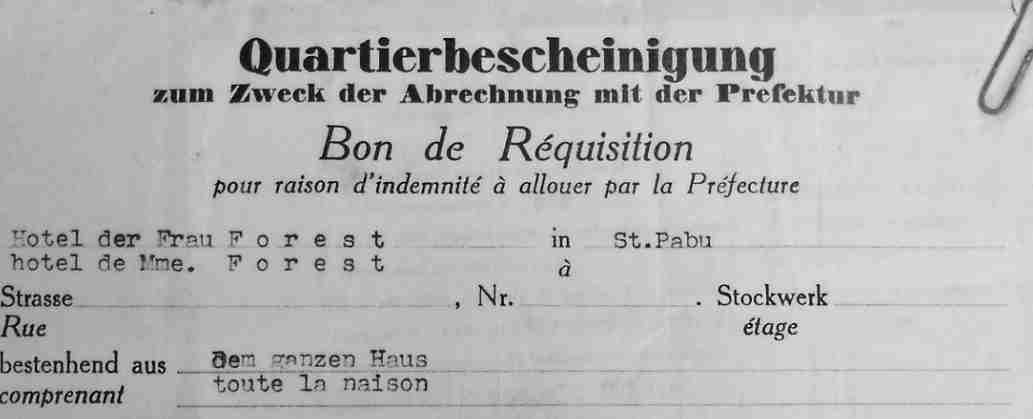 Quartierbescheinigung
zum Zweck der Abrechnung mit der Prefektur
Bon de Réquisition
pour raison d'indemnité à allouer par la Préfecture
Hotel der Frau F o r e s t in St.Pabu
hotel de Mme. F o r e s t à
Strasse , Nr. . Stockwerk
Rue étage
bestenhend aus dem ganzen Haus
comprenant toute la naison